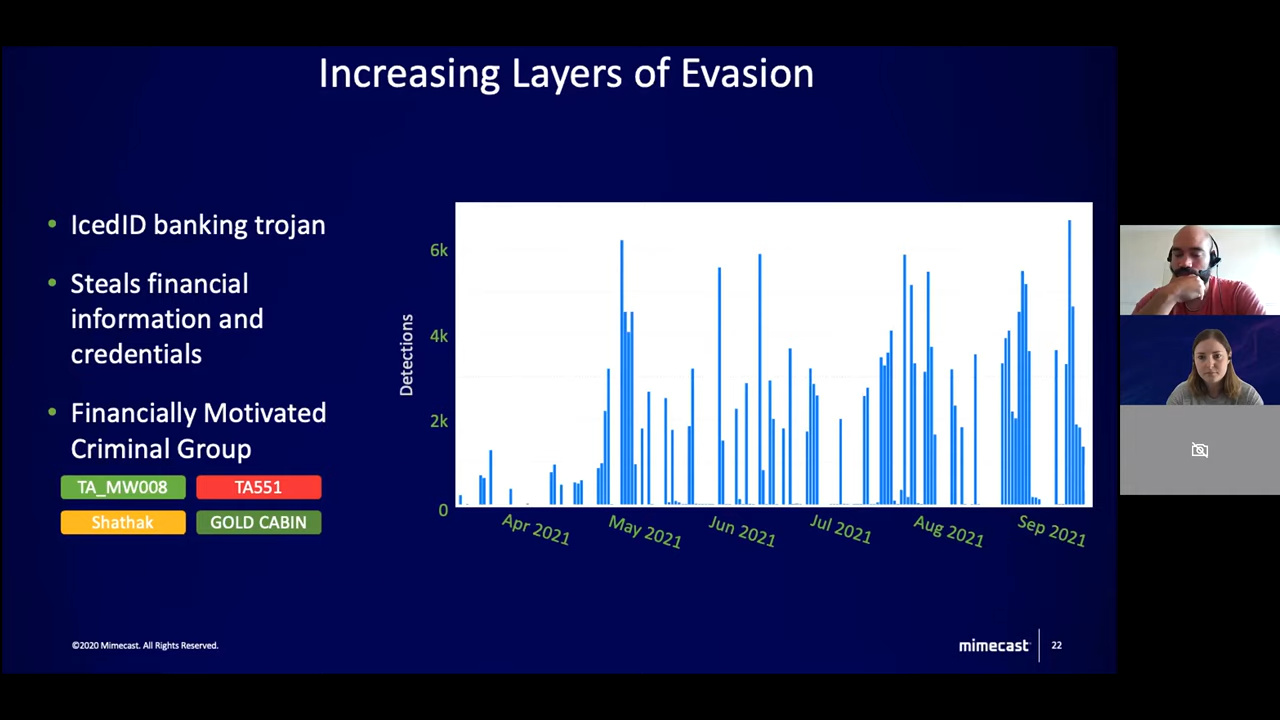 Increasing Layers of Evasion
• IcedID banking trojan
• Steals financial
information and
credentials
• Financially Motivated
Criminal Group
TA_MW008
TA551
Shathak
GOLD CABIN
Detections
6k
4k
2k
0
Apr 2021
May 2021
Jun 2021
Jul 2021
Aug 2021
Sep 2021
©2020 Mimecast. All Rights Reserved.
mimecast
22